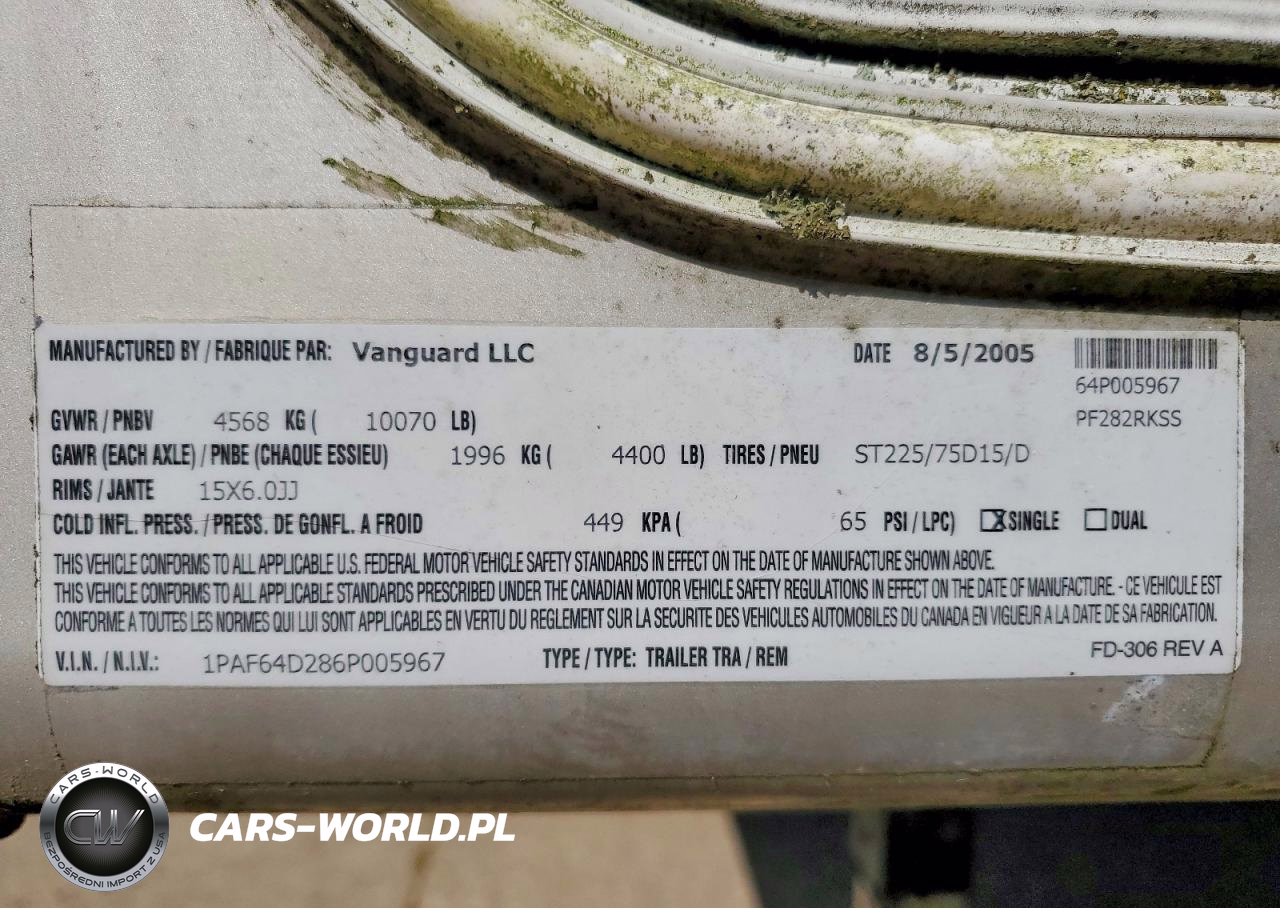 MANUFACTURED BY / FABRIQUE PAR: Vanguard LLC DATE 8/5/2005
64P005967
GVWR / PNBV 4568 KG ( 10070 LB) PF282RKSS
GAWR (EACH AXLE) / PNBE (CHAQUE ESSIEU) 1996 KG ( 4400 LB) TIRES / PNEU ST225/75D15/D
RIMS / JANTE 15X6.0JJ
COLD INFL. PRESS. / PRESS. DE GONFL. A FROID 449 KPA ( 65 PSI / LPC) X SINGLE DUAL
THIS VEHICLE CONFORMS TO ALL APPLICABLE U.S. FEDERAL MOTOR VEHICLE SAFETY STANDARDS IN EFFECT ON THE DATE OF MANUFACTURE SHOWN ABOVE.
THIS VEHICLE CONFORMS TO ALL APPLICABLE STANDARDS PRESCRIBED UNDER THE CANADIAN MOTOR VEHICLE SAFETY REGULATIONS IN EFFECT ON THE DATE OF MANUFACTURE. - CE VEHICULE EST
CONFORME A TOUTES LES NORMES QUI LUI SONT APPLICABLES EN VERTU DU REGLEMENT SUR LA SECURITE DES VEHICULES AUTOMOBILES DU CANADA EN VIGUEUR A LA DATE DE SA FABRICATION.
V.I.N. / N.I.V.: 1PAF64D286P005967 TYPE / TYPE: TRAILER TRA / REM FD-306 REV A
CARS-WORLD
CW
BEZPOŚREDNI IMPORT Z USA
CARS-WORLD.PL